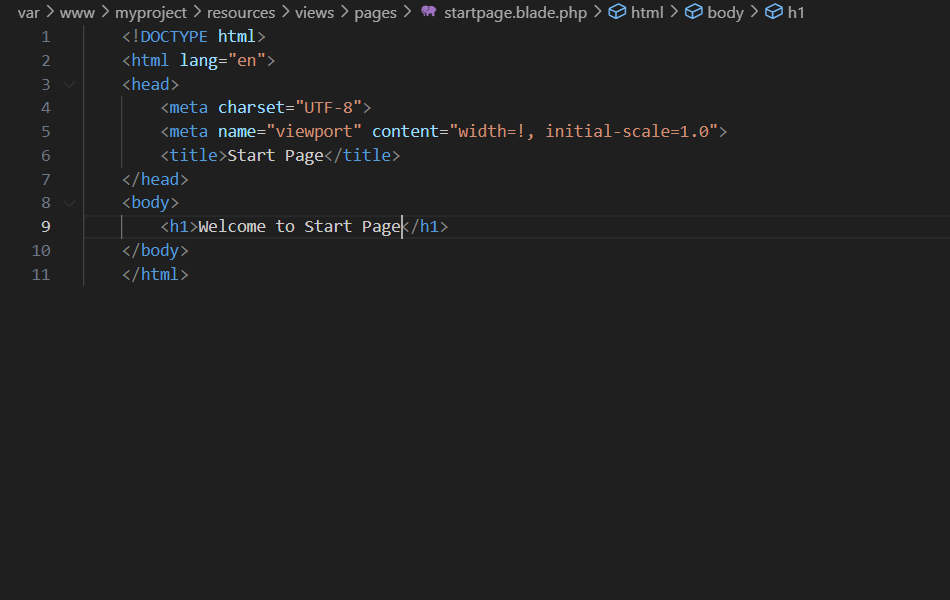 var > www > myproject > resources > views > pages > startpage.blade.php > html > body > h1
1 <!DOCTYPE html>
2 <html lang="en">
3 <head>
4     <meta charset="UTF-8">
5     <meta name="viewport" content="width=!, initial-scale=1.0">
6     <title>Start Page</title>
7 </head>
8 <body>
9     <h1>Welcome to Start Page</h1>
10 </body>
11 </html>